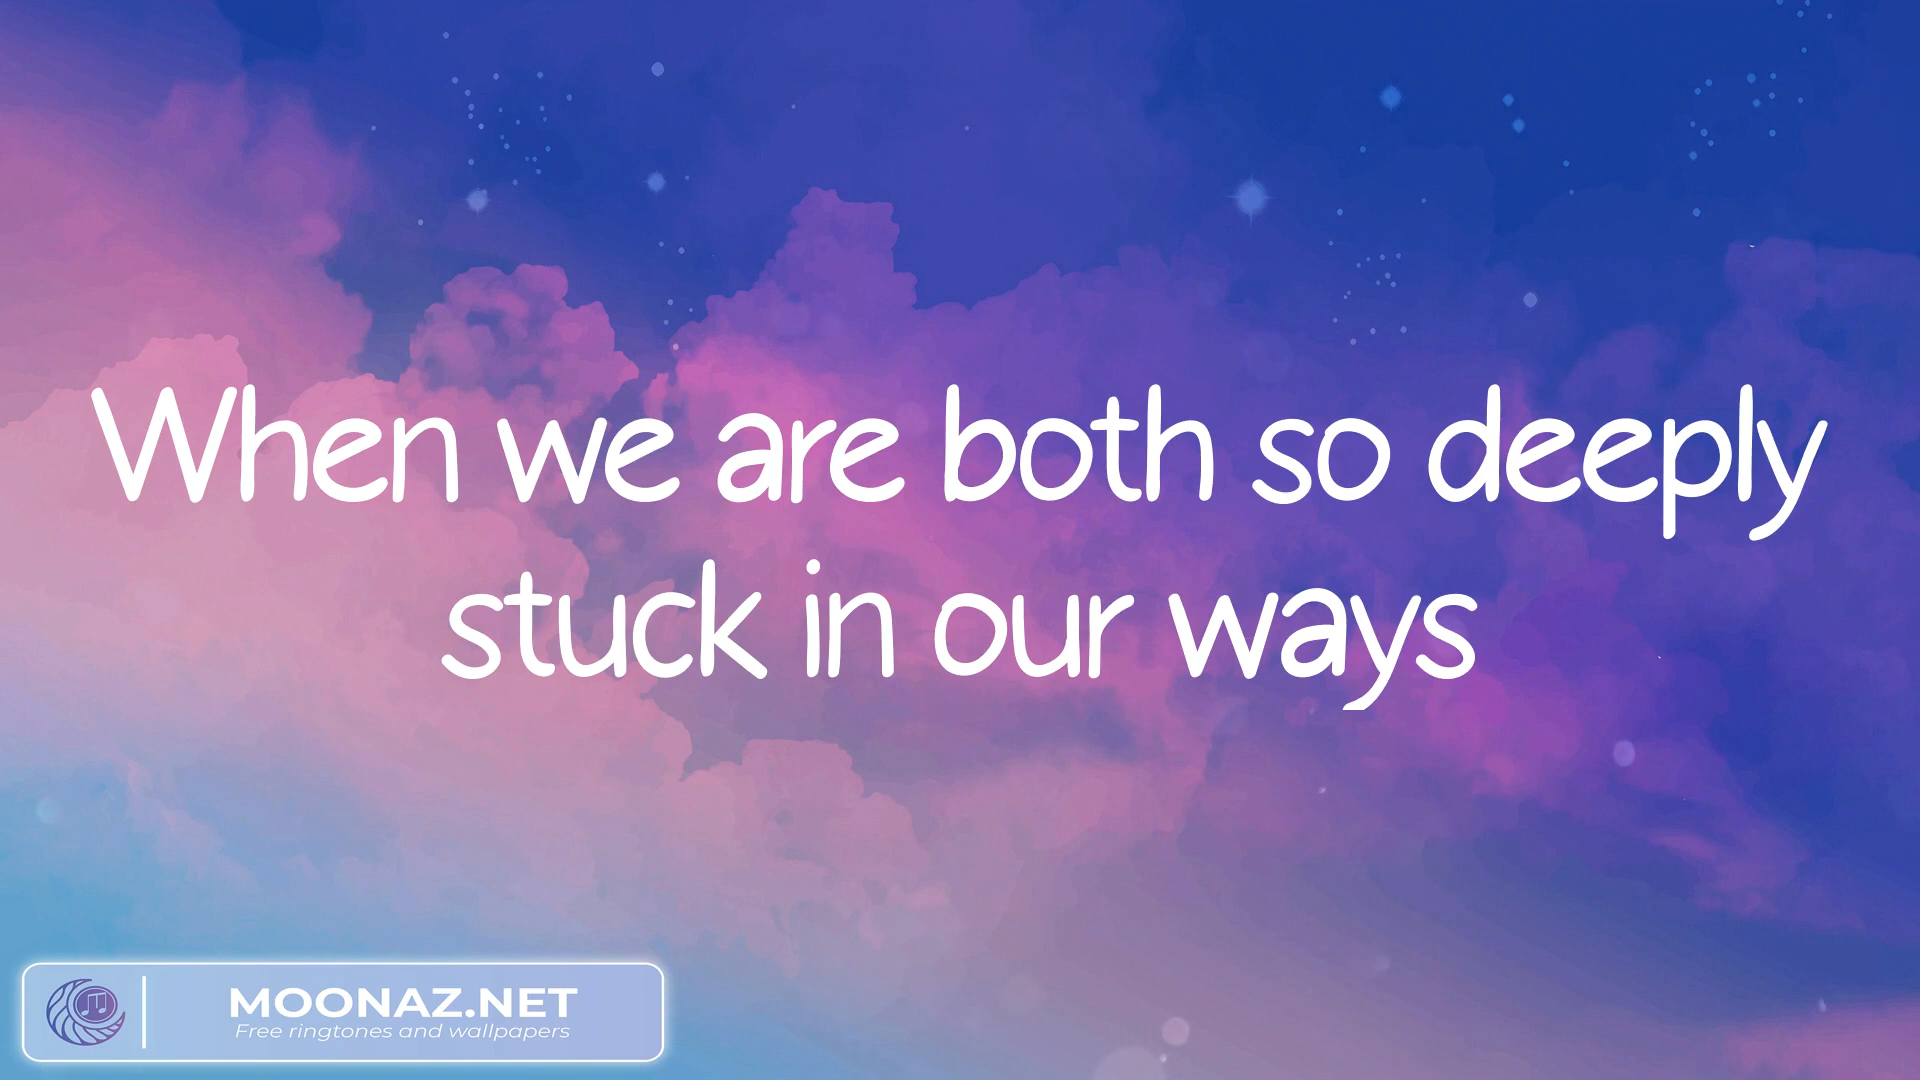 When we are both so deeply
stuck in our ways
MOONAZ.NET
Free ringtones and wallpapers